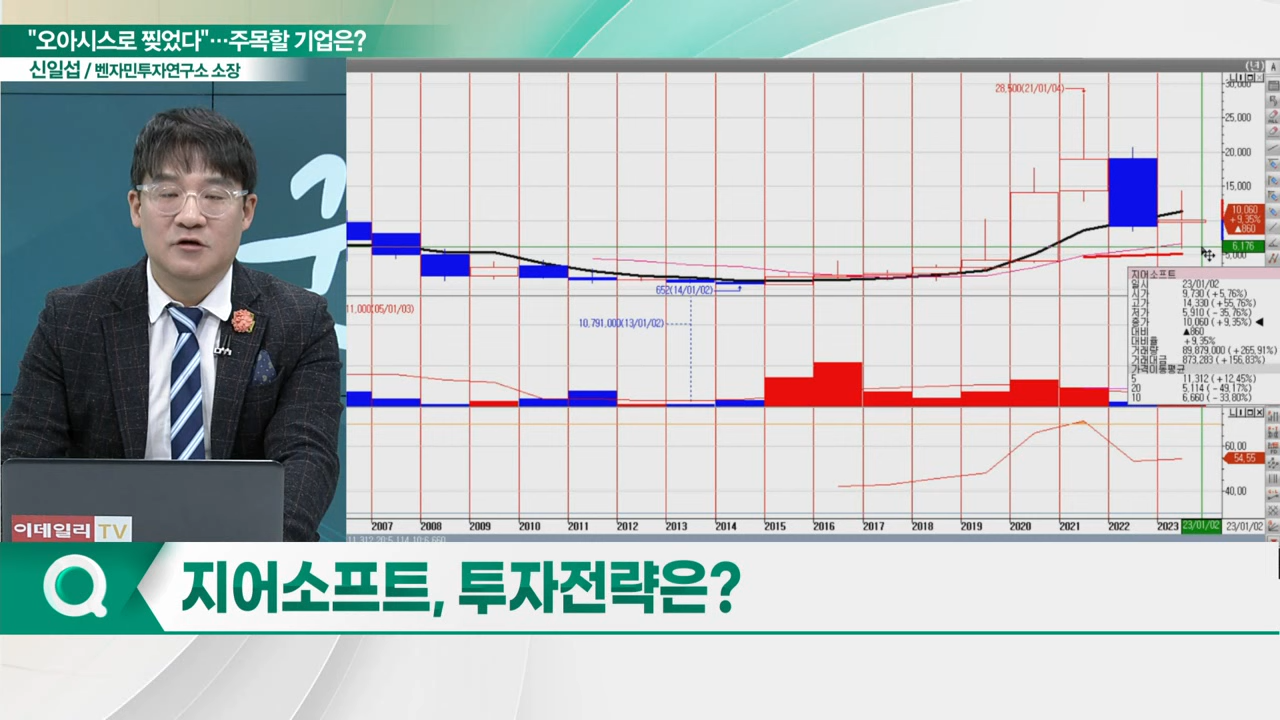 "오아시스로 찢었다"…주목할 기업은?
신일섭 / 벤자민투자연구소 소장
(년)
A
28,500(21/01/04)
30,000
25,000
20,000
15,000
10,060
+9.35%
▲860
6,176
5,000
652(14/01/02)
11,000(05/01/03)
10,791,000(13/01/02)
지어소프트
일시 23/01/02
시가 9,730 (+5.76%)
고가 14,330 (+55.76%)
저가 5,910 (-35.76%)
종가 10,060 (+9.35%) ◀
대비 ▲860
대비율 +9.35%
거래량 89,879,000 (+265.91%)
거래대금 873,283 (+156.83%)
가격이동평균
5 11,312 (+12.45%)
20 5,114 (-49.17%)
10 6,660 (-33.80%)
60.00
54.55
40.00
2007 2008 2009 2010 2011 2012 2013 2014 2015 2016 2017 2018 2019 2020 2021 2022 2023 23/01/02 23/01/02
이데일리 TV
Q 지어소프트, 투자전략은?